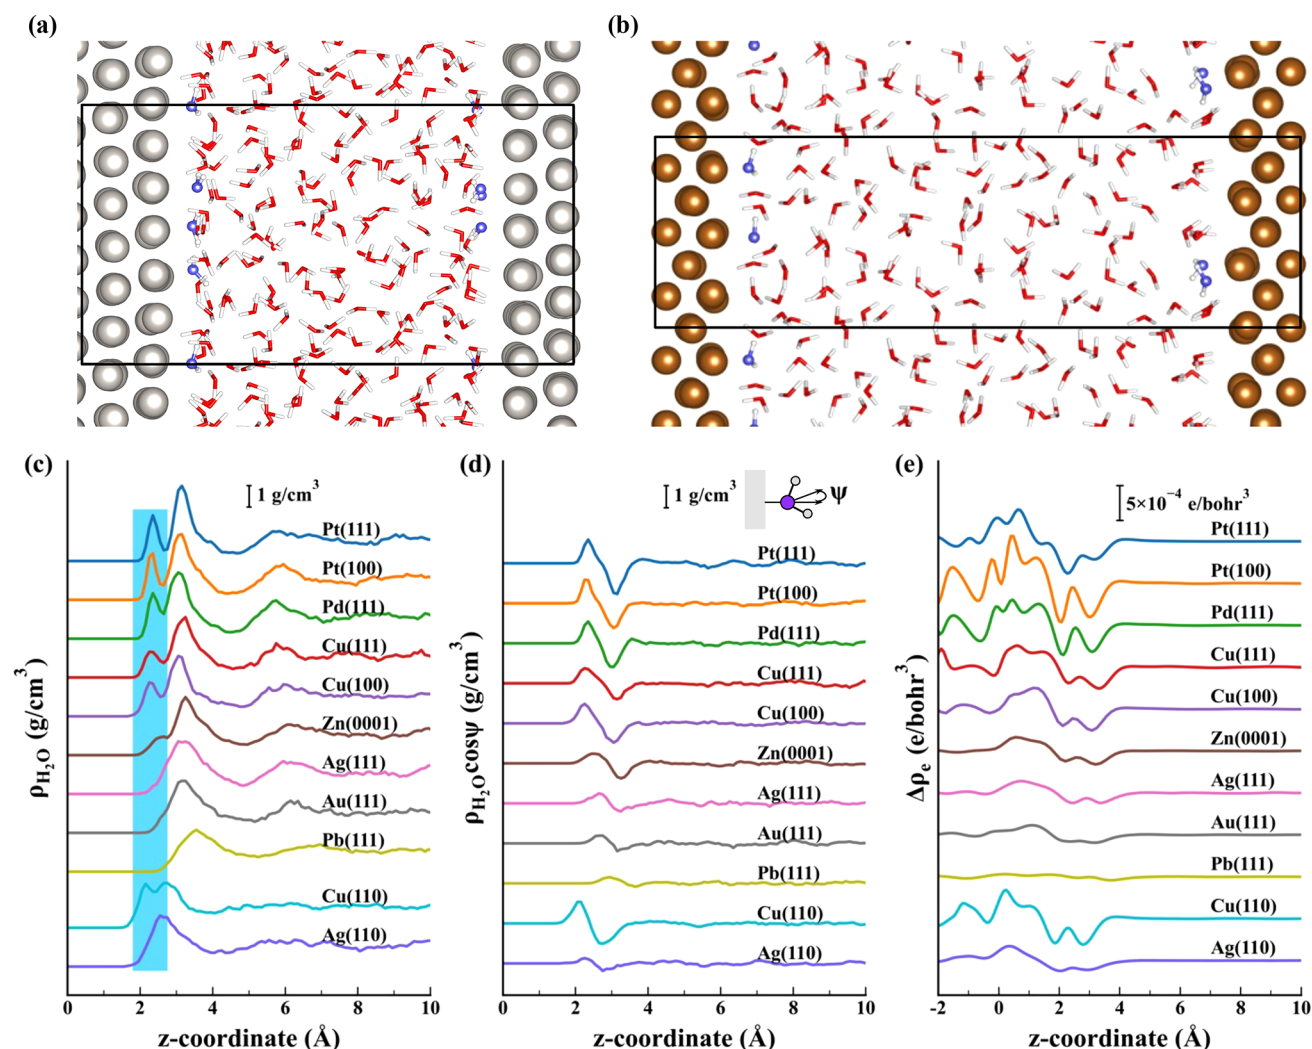 (a)
(b)
(c)
1 g/cm³
Pt(111)
Pt(100)
Pd(111)
Cu(111)
Cu(100)
Zn(0001)
Ag(111)
Au(111)
Pb(111)
Cu(110)
Ag(110)
ρH₂O (g/cm³)
0 2 4 6 8 10
z-coordinate (Å)
(d)
1 g/cm³
ψ
Pt(111)
Pt(100)
Pd(111)
Cu(111)
Cu(100)
Zn(0001)
Ag(111)
Au(111)
Pb(111)
Cu(110)
Ag(110)
ρH₂Ocosψ (g/cm³)
0 2 4 6 8 10
z-coordinate (Å)
(e)
5×10⁻⁴ e/bohr³
Pt(111)
Pt(100)
Pd(111)
Cu(111)
Cu(100)
Zn(0001)
Ag(111)
Au(111)
Pb(111)
Cu(110)
Ag(110)
Δρe (e/bohr³)
-2 0 2 4 6 8 10
z-coordinate (Å)